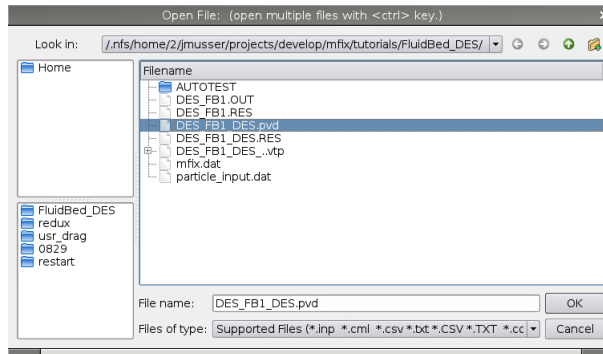 Open File: (open multiple files with <ctrl> key.)
Look in: /.nfs/home/2/jmusser/projects/develop/mfix/tutorials/FluidBed_DES/
Home
Filename
AUTOTEST
DES_FB1.OUT
DES_FB1.RES
DES_FB1_DES.pvd
DES_FB1_DES.RES
DES_FB1_DES_..vtp
mfix.dat
particle_input.dat
FluidBed_DES
redux
usr_drag
0829
restart
File name: DES_FB1_DES.pvd OK
Files of type: Supported Files (*.inp *.cml *.csv *.txt *.CSV *.TXT *.cc Cancel